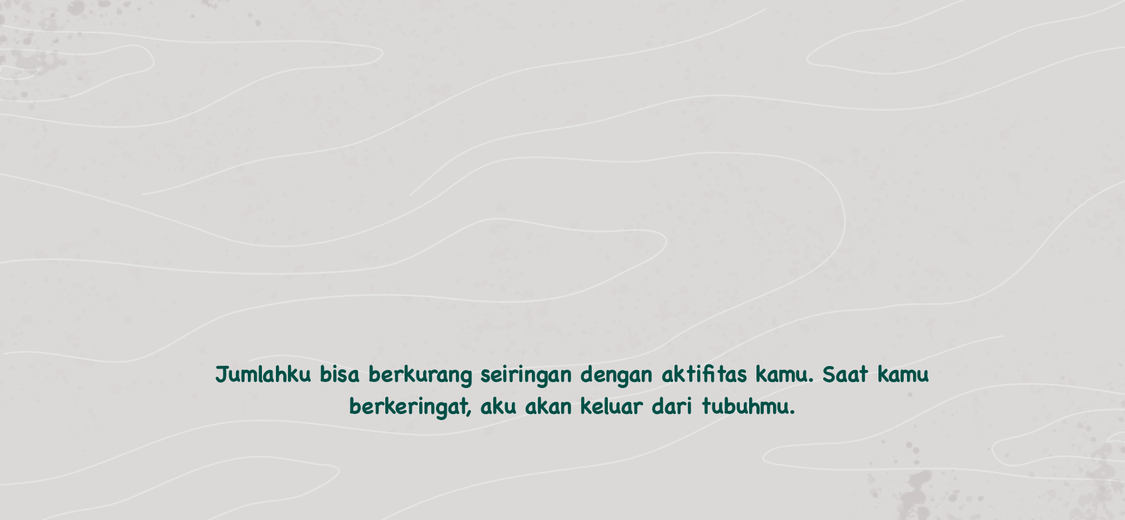 Jumlahku bisa berkurang seiringan dengan aktifitas kamu. Saat kamu
berkeringat, aku akan keluar dari tubuhmu.